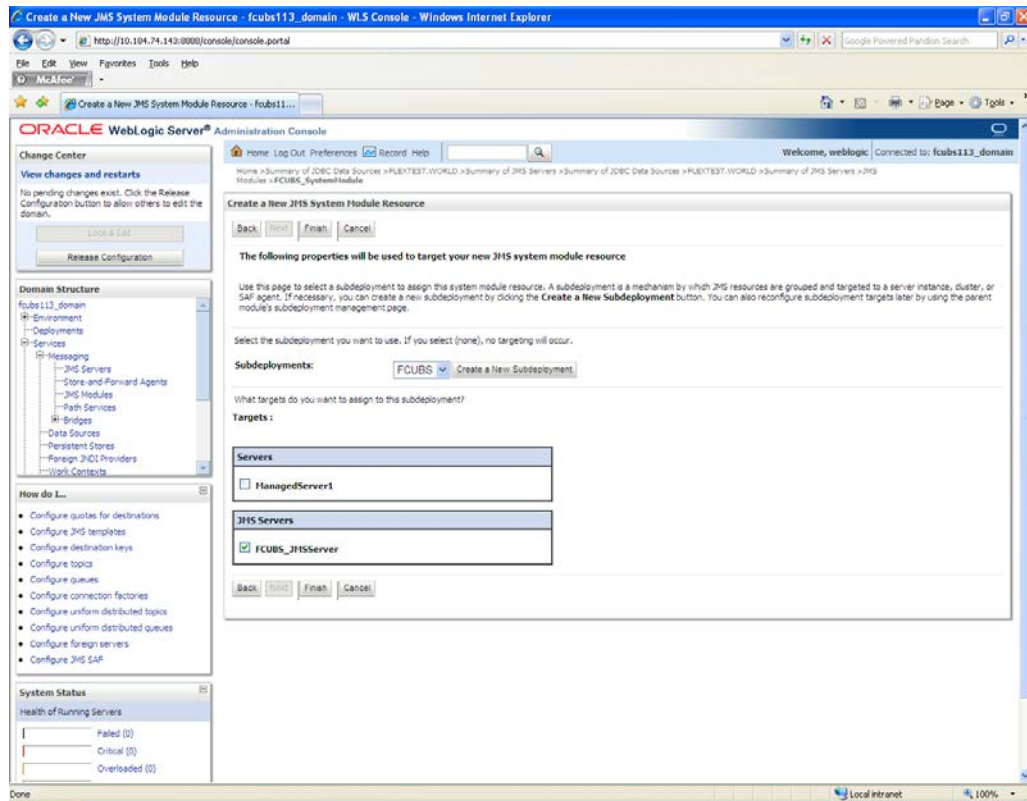 Create a New JMS System Module Resource - fcubs113_domain - WLS Console - Windows Internet Explorer
http://10.184.74.143:8888/console/console.portal
Google Powered Pandion Search
File Edit View Favorites Tools Help
McAfee
Create a New JMS System Module Resource - fcubs11...
Page Tools
ORACLE WebLogic Server® Administration Console
Change Center
View changes and restarts
No pending changes exist. Click the Release
Configuration button to allow others to edit the
domain.
Lock & Edit
Release Configuration
Domain Structure
fcubs113_domain
Environment
Deployments
Services
Messaging
JMS Servers
Store-and-Forward Agents
JMS Modules
Path Services
Bridges
Data Sources
Persistent Stores
Foreign JNDI Providers
Work Contexts
How do I...
Configure quotas for destinations
Configure JMS templates
Configure destination keys
Configure topics
Configure queues
Configure connection factories
Configure uniform distributed topics
Configure uniform distributed queues
Configure foreign servers
Configure JMS SAF
System Status
Health of Running Servers
Failed (0)
Critical (0)
Overloaded (0)
Home Log Out Preferences Record Help
Welcome, weblogic Connected to: fcubs113_domain
Home >Summary of JDBC Data Sources >FLEXTEST.WORLD >Summary of JMS Servers >Summary of JDBC Data Sources >FLEXTEST.WORLD >Summary of JMS Servers >JMS
Modules >FCUBS_SystemModule
Create a New JMS System Module Resource
Back Next Finish Cancel
The following properties will be used to target your new JMS system module resource
Use this page to select a subdeployment to assign this system module resource. A subdeployment is a mechanism by which JMS resources are grouped and targeted to a server instance, cluster, or
SAF agent. If necessary, you can create a new subdeployment by clicking the Create a New Subdeployment button. You can also reconfigure subdeployment targets later by using the parent
module's subdeployment management page.
Select the subdeployment you want to use. If you select (none), no targeting will occur.
Subdeployments: FCUBS Create a New Subdeployment
What targets do you want to assign to this subdeployment?
Targets :
Servers
ManagedServer1
JMS Servers
FCUBS_JMSServer
Back Next Finish Cancel
Done
Local intranet
100%